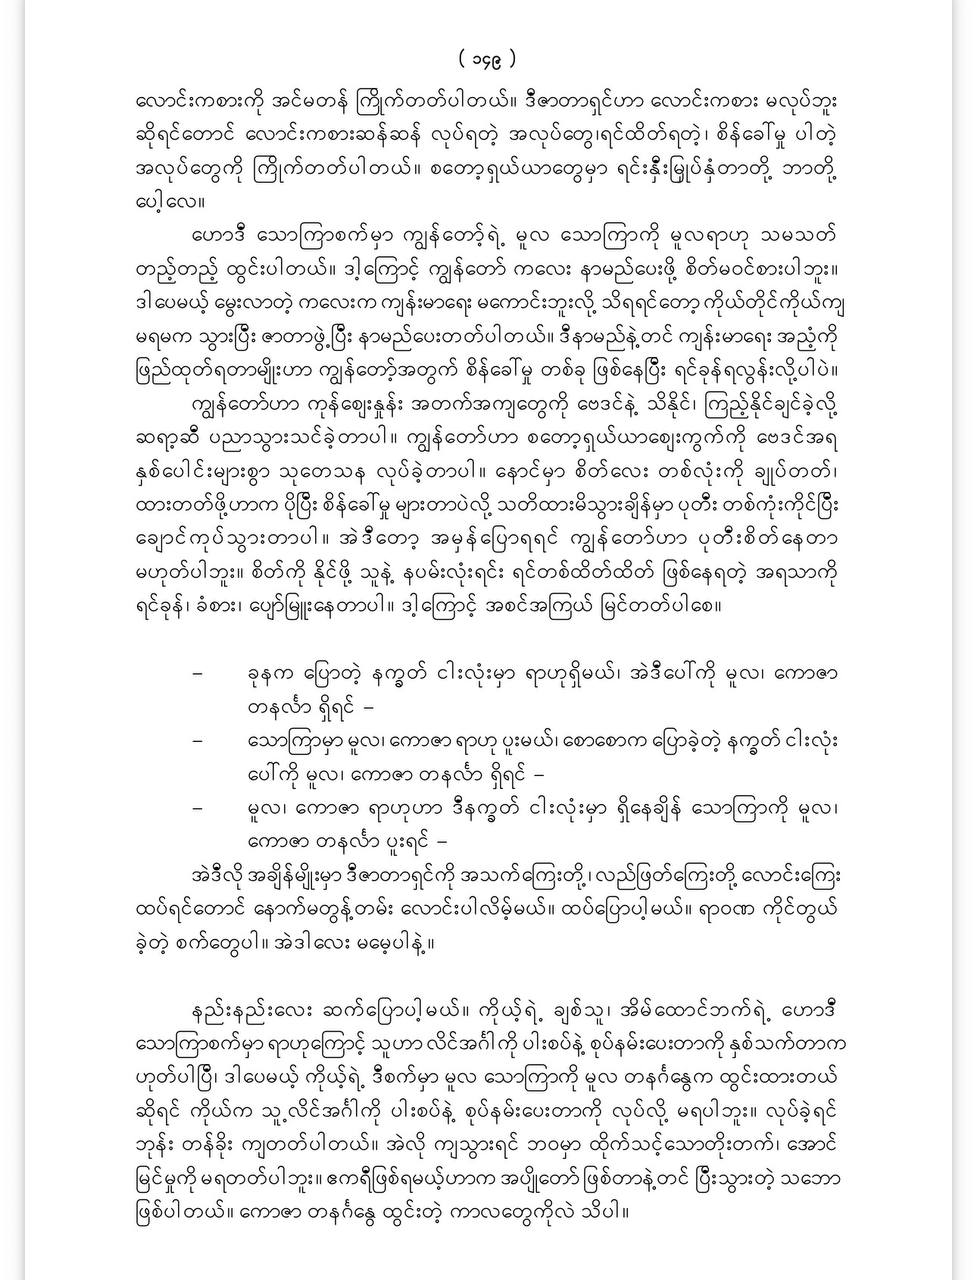 ( ၁၄၉ )
လောင်းကစားကို အင်မတန် ကြိုက်တတ်ပါတယ်။ ဒီဇာတာရှင်ဟာ လောင်းကစား မလုပ်ဘူး
ဆိုရင်တောင် လောင်းကစားဆန်ဆန် လုပ်ရတဲ့ အလုပ်တွေ၊ရင်ထိတ်ရတဲ့၊ စိန်ခေါ်မှု ပါတဲ့
အလုပ်တွေကို ကြိုက်တတ်ပါတယ်။ စတော့ရှယ်ယာတွေမှာ ရင်းနှီးမြှုပ်နှံတာတို့ ဘာတို့
ပေါ့လေ။
ဟောဒီ သောကြာစက်မှာ ကျွန်တော့်ရဲ့ မူလ သောကြာကို မူလရာဟု သမသတ်
တည့်တည့် ထွင်းပါတယ်။ ဒါ့ကြောင့် ကျွန်တော် ကလေး နာမည်ပေးဖို့ စိတ်မဝင်စားပါဘူး။
ဒါပေမယ့် မွေးလာတဲ့ ကလေးက ကျန်းမာရေး မကောင်းဘူးလို့ သိရရင်တော့ ကိုယ်တိုင်ကိုယ်ကျ
မရမက သွားပြီး ဇာတာဖွဲ့ပြီး နာမည်ပေးတတ်ပါတယ်။ ဒီနာမည်နဲ့တင် ကျန်းမာရေး အညံ့ကို
ဖြည်ထုတ်ရတာမျိုးဟာ ကျွန်တော့်အတွက် စိန်ခေါ်မှု တစ်ခု ဖြစ်နေပြီး ရင်ခုန်ရလွန်းလို့ပါပဲ။
ကျွန်တော်ဟာ ကုန်ဈေးနှုန်း အတက်အကျတွေကို ဗေဒင်နဲ့ သိနိုင်၊ ကြည့်နိုင်ချင်ခဲ့လို့
ဆရာ့ဆီ ပညာသွားသင်ခဲ့တာပါ။ ကျွန်တော်ဟာ စတော့ရှယ်ယာဈေးကွက်ကို ဗေဒင်အရ
နှစ်ပေါင်းများစွာ သုတေသန လုပ်ခဲ့တာပါ။ နောင်မှာ စိတ်လေး တစ်လုံးကို ချုပ်တတ်၊
ထားတတ်ဖို့ဟာက ပိုပြီး စိန်ခေါ်မှု များတာပဲလို့ သတိထားမိသွားချိန်မှာ ပုတီး တစ်ကုံးကိုင်ပြီး
ချောင်ကုပ်သွားတာပါ။ အဲဒီတော့ အမှန်ပြောရရင် ကျွန်တော်ဟာ ပုတီးစိတ်နေတာ
မဟုတ်ပါဘူး။ စိတ်ကို နိုင်ဖို့ သူနဲ့ နပမ်းလုံးရင်း ရင်တစ်ထိတ်ထိတ် ဖြစ်နေရတဲ့ အရသာကို
ရင်ခုန်၊ ခံစား၊ ပျော်မြူးနေတာပါ။ ဒါ့ကြောင့် အစင်အကြယ် မြင်တတ်ပါစေ။
– ခုနက ပြောတဲ့ နက္ခတ် ငါးလုံးမှာ ရာဟုရှိမယ်၊ အဲဒီပေါ်ကို မူလ၊ ကောဇာ
တနင်္လာ ရှိရင် –
– သောကြာမှာ မူလ၊ ကောဇာ ရာဟု ပူးမယ်၊ စောစောက ပြောခဲ့တဲ့ နက္ခတ် ငါးလုံး
ပေါ်ကို မူလ၊ ကောဇာ တနင်္လာ ရှိရင် –
– မူလ၊ ကောဇာ ရာဟုဟာ ဒီနက္ခတ် ငါးလုံးမှာ ရှိနေချိန် သောကြာကို မူလ၊
ကောဇာ တနင်္လာ ပူးရင် –
အဲဒီလို အချိန်မျိုးမှာ ဒီဇာတာရှင်ကို အသက်ကြေးတို့၊ လည်ဖြတ်ကြေးတို့ လောင်းကြေး
ထပ်ရင်တောင် နောက်မတွန့်တမ်း လောင်းပါလိမ့်မယ်။ ထပ်ပြောပါ့မယ်။ ရာဝဏ ကိုင်တွယ်
ခဲ့တဲ့ စက်တွေပါ။ အဲဒါလေး မမေ့ပါနဲ့။
နည်းနည်းလေး ဆက်ပြောပါ့မယ်။ ကိုယ့်ရဲ့ ချစ်သူ၊ အိမ်ထောင်ဘက်ရဲ့ ဟောဒီ
သောကြာစက်မှာ ရာဟုကြောင့် သူဟာ လိင်အင်္ဂါကို ပါးစပ်နဲ့ စုပ်နမ်းပေးတာကို နှစ်သက်တာက
ဟုတ်ပါပြီ၊ ဒါပေမယ့် ကိုယ့်ရဲ့ ဒီစက်မှာ မူလ သောကြာကို မူလ တနင်္ဂနွေက ထွင်းထားတယ်
ဆိုရင် ကိုယ်က သူ့လိင်အင်္ဂါကို ပါးစပ်နဲ့ စုပ်နမ်းပေးတာကို လုပ်လို့ မရပါဘူး။ လုပ်ခဲ့ရင်
ဘုန်း တန်ခိုး ကျတတ်ပါတယ်။ အဲလို ကျသွားရင် ဘဝမှာ ထိုက်သင့်သောတိုးတက်၊ အောင်
မြင်မှုကို မရတတ်ပါဘူး။ ဧကရီဖြစ်ရမယ့်ဟာက အပျိုတော်ဖြစ်တာနဲ့တင် ပြီးသွားတဲ့ သဘော
ဖြစ်ပါတယ်။ ကောဇာ တနင်္ဂနွေ ထွင်းတဲ့ ကာလတွေကိုလဲ သိပါ။